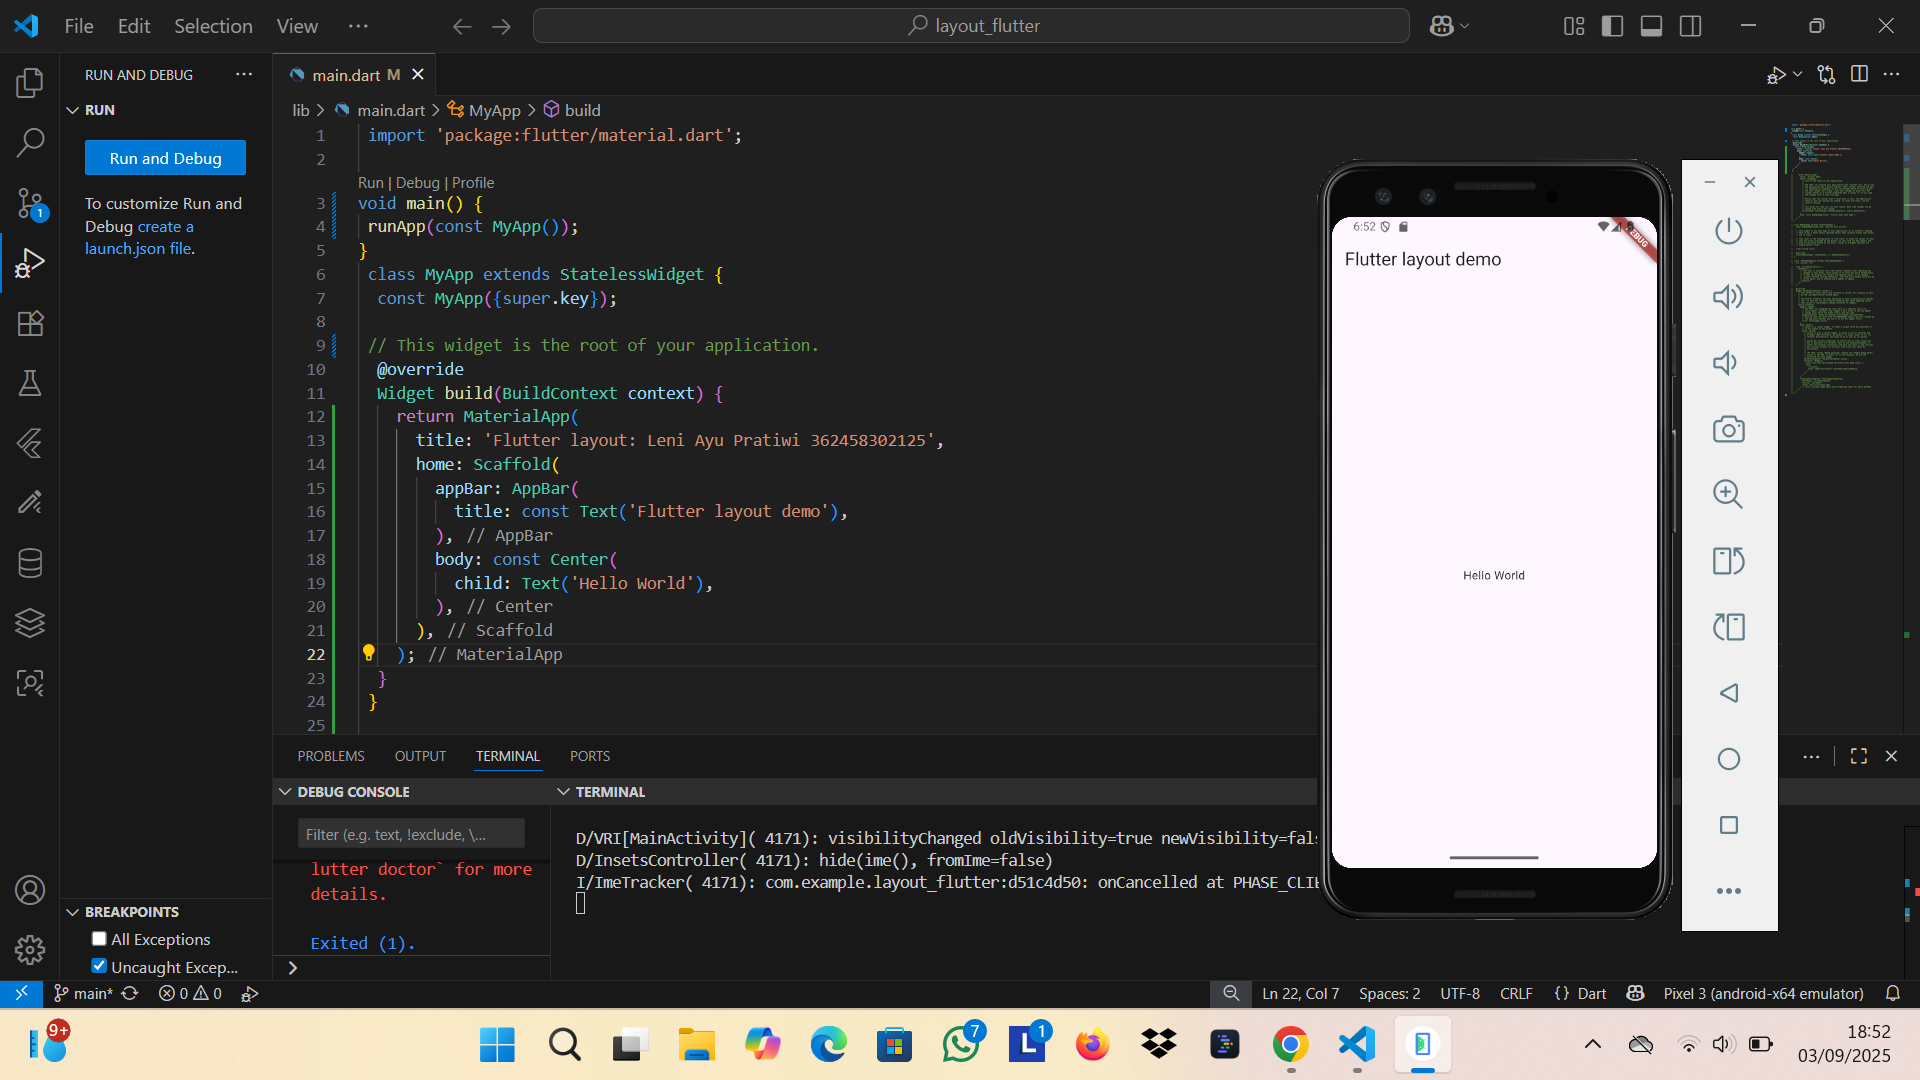 File Edit Selection View ···
layout_flutter
RUN AND DEBUG ···
RUN
Run and Debug
To customize Run and
Debug create a
launch.json file.
main.dart M
lib > main.dart > MyApp > build
1 import 'package:flutter/material.dart';
2
Run | Debug | Profile
3 void main() {
4 runApp(const MyApp());
5 }
6 class MyApp extends StatelessWidget {
7 const MyApp({super.key});
8
9 // This widget is the root of your application.
10 @override
11 Widget build(BuildContext context) {
12 return MaterialApp(
13 title: 'Flutter layout: Leni Ayu Pratiwi 362458302125',
14 home: Scaffold(
15 appBar: AppBar(
16 title: const Text('Flutter layout demo'),
17 ), // AppBar
18 body: const Center(
19 child: Text('Hello World'),
20 ), // Center
21 ), // Scaffold
22 ); // MaterialApp
23 }
24 }
25
6:52
DEBUG
Flutter layout demo
Hello World
PROBLEMS OUTPUT TERMINAL PORTS
DEBUG CONSOLE
Filter (e.g. text, !exclude, \...
lutter doctor` for more
details.
Exited (1).
TERMINAL
D/VRI[MainActivity]( 4171): visibilityChanged oldVisibility=true newVisibility=fal
D/InsetsController( 4171): hide(ime(), fromIme=false)
I/ImeTracker( 4171): com.example.layout_flutter:d51c4d50: onCancelled at PHASE_CLIE
BREAKPOINTS
All Exceptions
Uncaught Excep...
1
main* 0 0
Ln 22, Col 7 Spaces: 2 UTF-8 CRLF {} Dart Pixel 3 (android-x64 emulator)
9+
7
L 1
18:52
03/09/2025